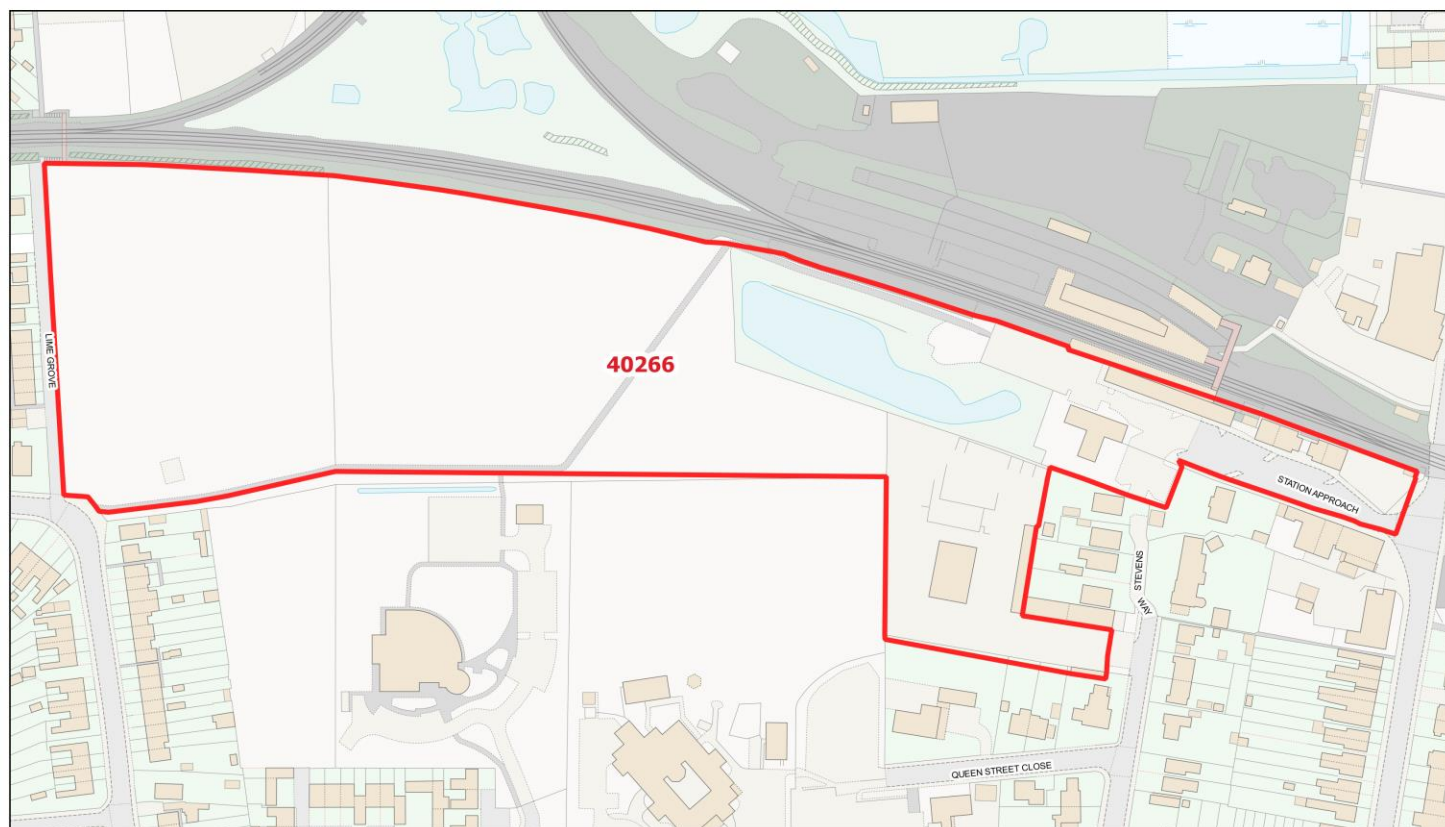 40266
LIME GROVE
STATION APPROACH
STEVENS
WAY
QUEEN STREET CLOSE